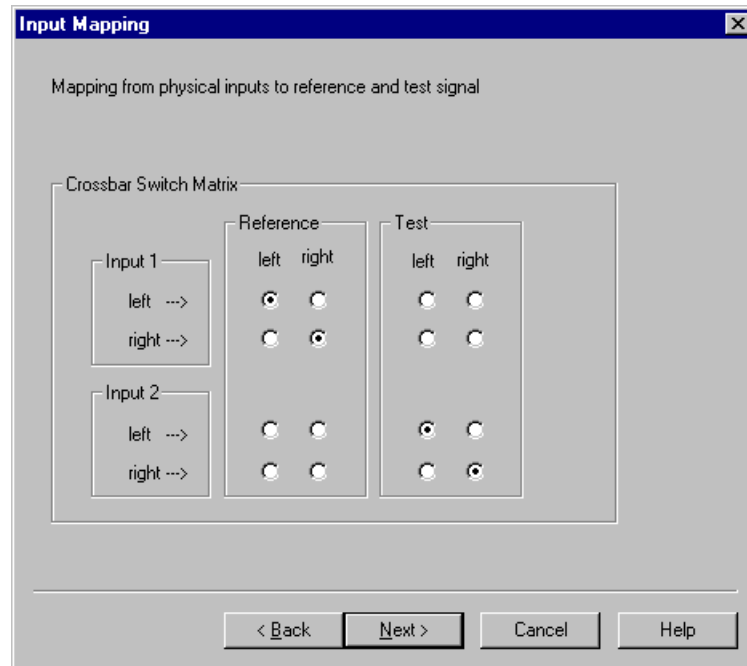 Input Mapping
Mapping from physical inputs to reference and test signal
Crossbar Switch Matrix
Reference
Test
left right
left right
Input 1
left --->
right --->
Input 2
left --->
right --->
< Back
Next >
Cancel
Help